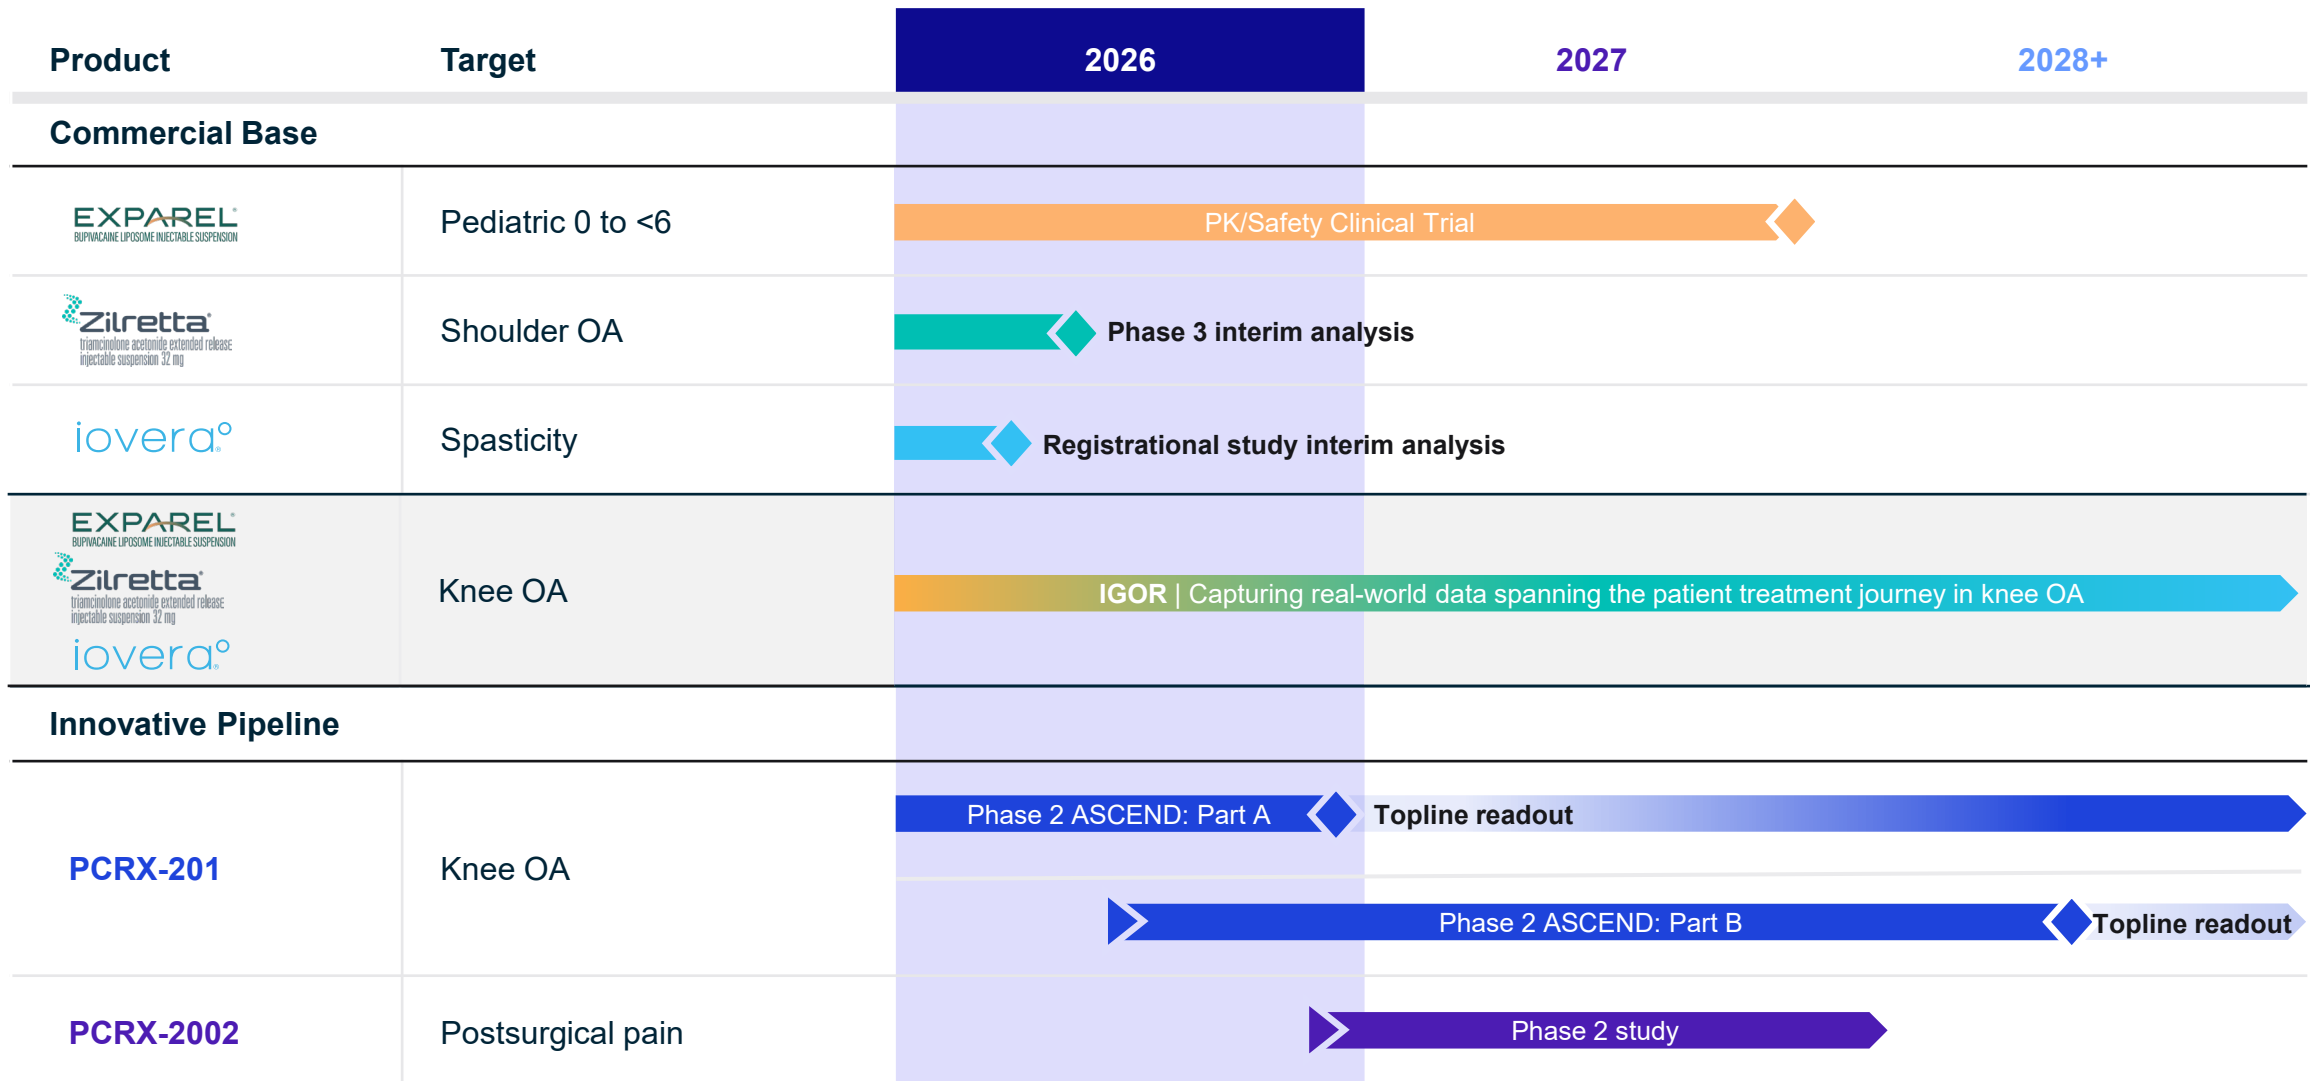 Product Target 2026 2027 2028+
Commercial Base
EXPAREL®
BUPIVACAINE LIPOSOME INJECTABLE SUSPENSION
Pediatric 0 to <6
PK/Safety Clinical Trial
Zilretta®
triamcinolone acetonide extended release
injectable suspension 32 mg
Shoulder OA
Phase 3 interim analysis
iovera°®
Spasticity
Registrational study interim analysis
EXPAREL®
BUPIVACAINE LIPOSOME INJECTABLE SUSPENSION
Zilretta®
triamcinolone acetonide extended release
injectable suspension 32 mg
iovera°®
Knee OA
IGOR | Capturing real-world data spanning the patient treatment journey in knee OA
Innovative Pipeline
PCRX-201
Knee OA
Phase 2 ASCEND: Part A
Topline readout
Phase 2 ASCEND: Part B
Topline readout
PCRX-2002
Postsurgical pain
Phase 2 study